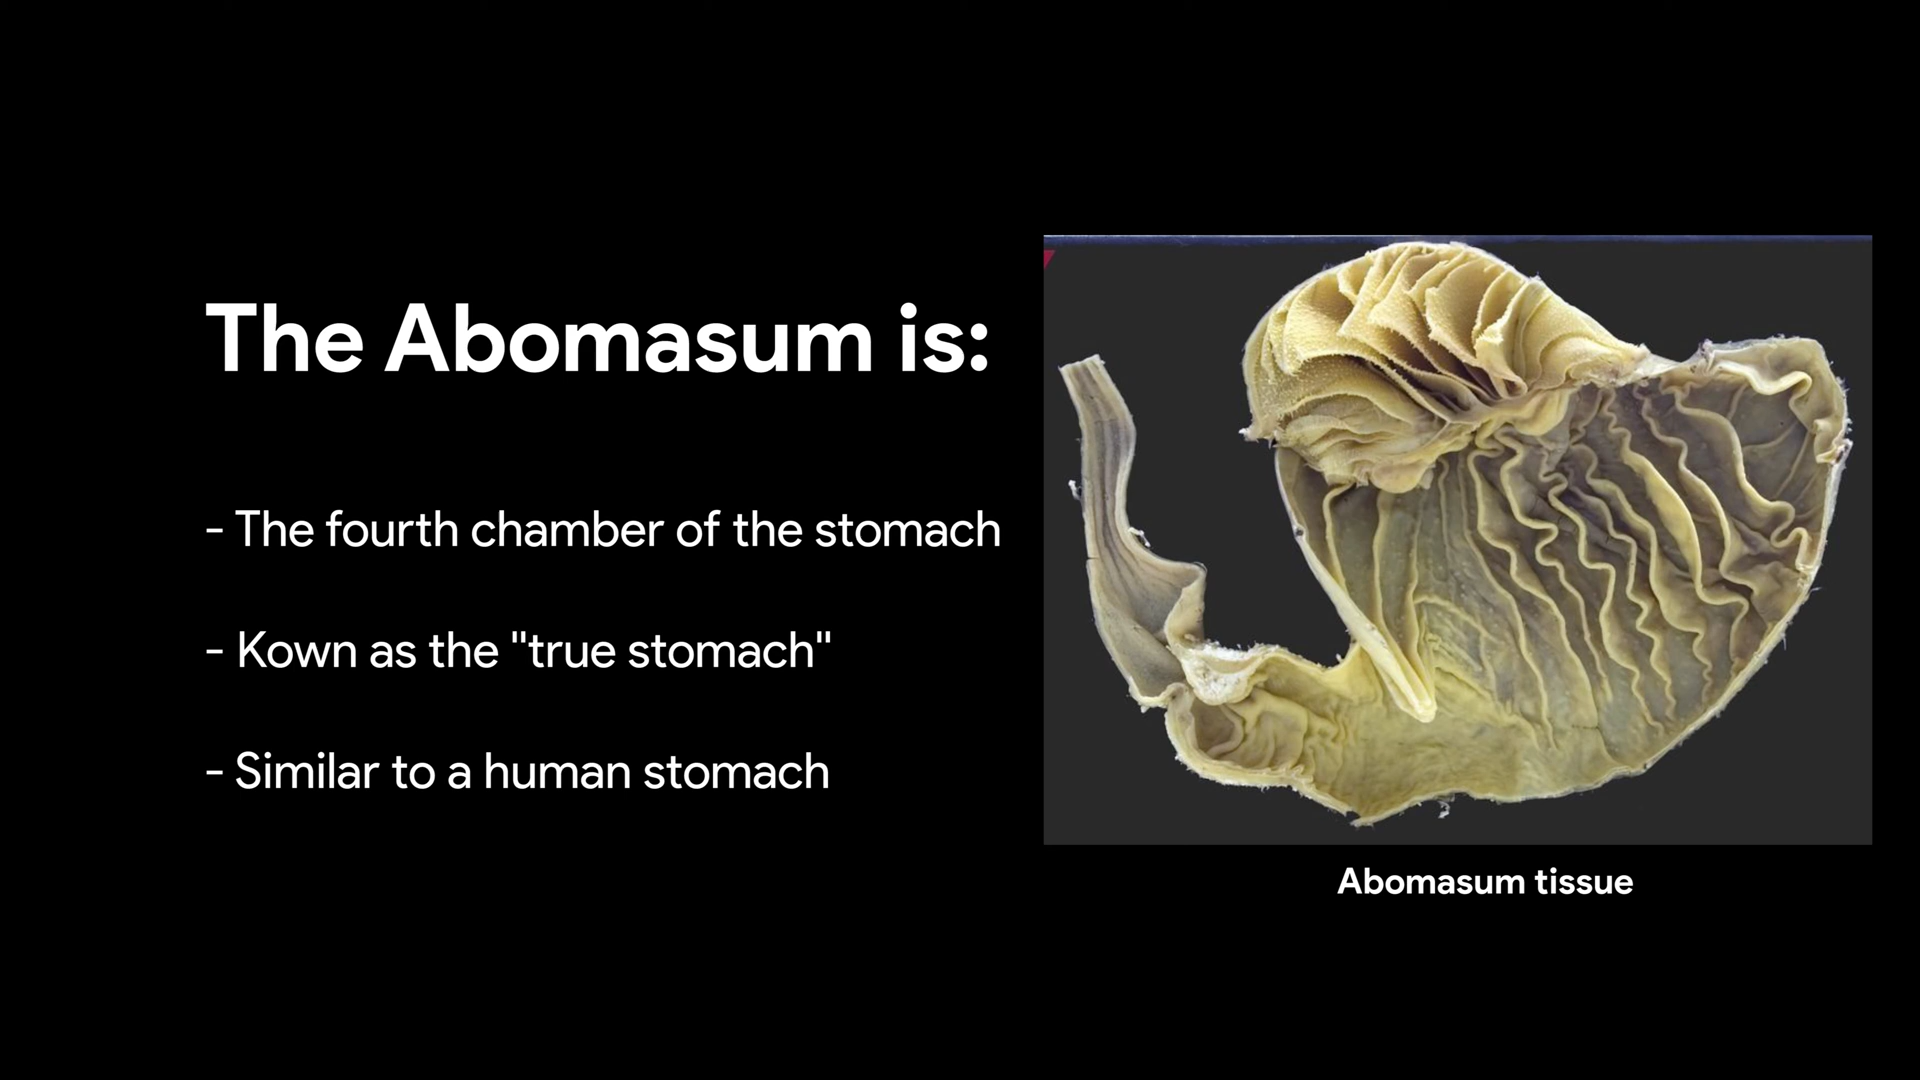 The Abomasum is:
- The fourth chamber of the stomach
- Kown as the "true stomach"
- Similar to a human stomach
Abomasum tissue